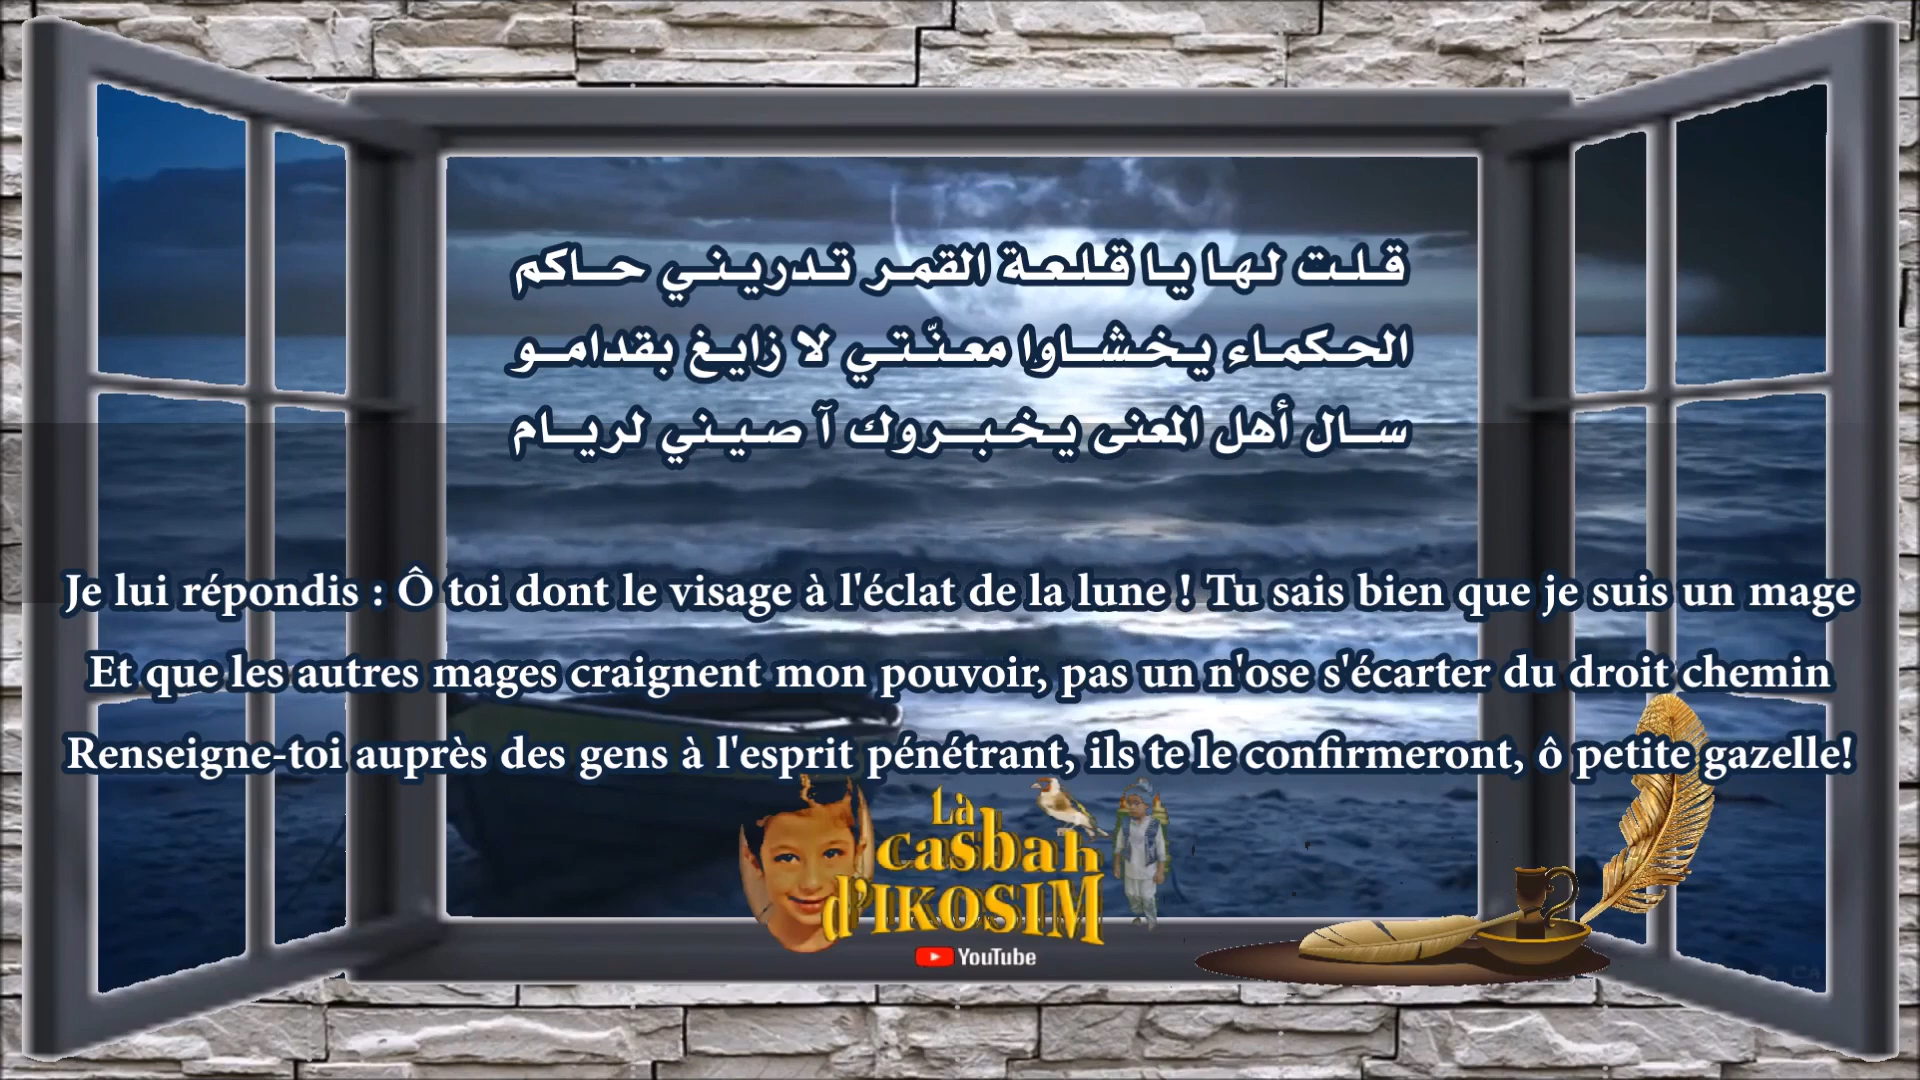 قلت لها يا قلعة القمر تدريني حاكم
الحكماء يخشاوا معنّتي لا زايغ بقدامو
سال أهل المعنى يخبروك آ صيني لريام
Je lui répondis : Ô toi dont le visage à l'éclat de la lune ! Tu sais bien que je suis un mage
Et que les autres mages craignent mon pouvoir, pas un n'ose s'écarter du droit chemin
Renseigne-toi auprès des gens à l'esprit pénétrant, ils te le confirmeront, ô petite gazelle!
La
casbah
d'IKOSIM
YouTube